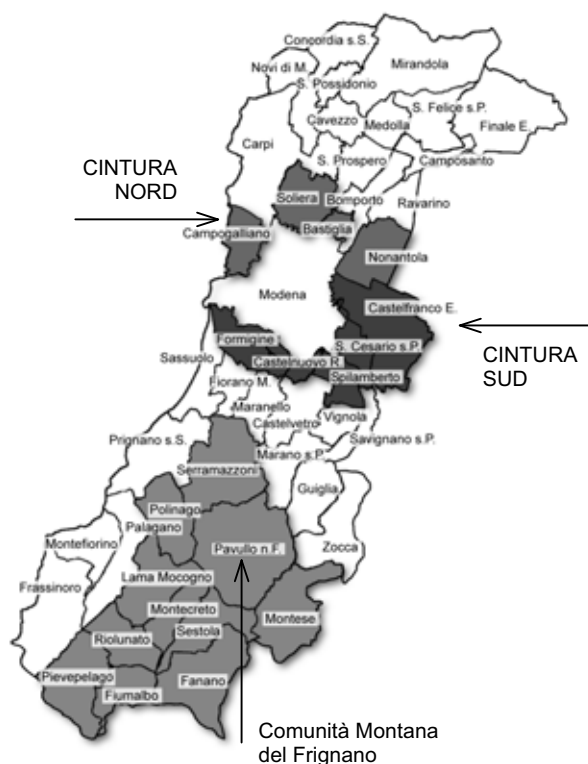 Concordia s.S.
Novi di M.
Mirandola
S. Possidonio
S. Felice s.P.
Cavezzo
Medolla
Finale E.
Carpi
S. Prospero
Camposanto
CINTURA
NORD
Soliera
Bomporto
Ravarino
Campogalliano
Bastiglia
Nonantola
Modena
Castelfranco E.
Formigine
S. Cesario s.P.
CINTURA
SUD
Sassuolo
Castelnuovo R.
Spilamberto
Fiorano M.
Maranello
Vignola
Castelvetro
Prignano s.S.
Savignano s.P.
Marano s.P.
Serramazzoni
Guiglia
Polinago
Palagano
Montefiorino
Pavullo n.F.
Zocca
Lama Mocogno
Frassinoro
Montecreto
Montese
Sestola
Riolunato
Pievepelago
Fanano
Fiumalbo
Comunità Montana
del Frignano